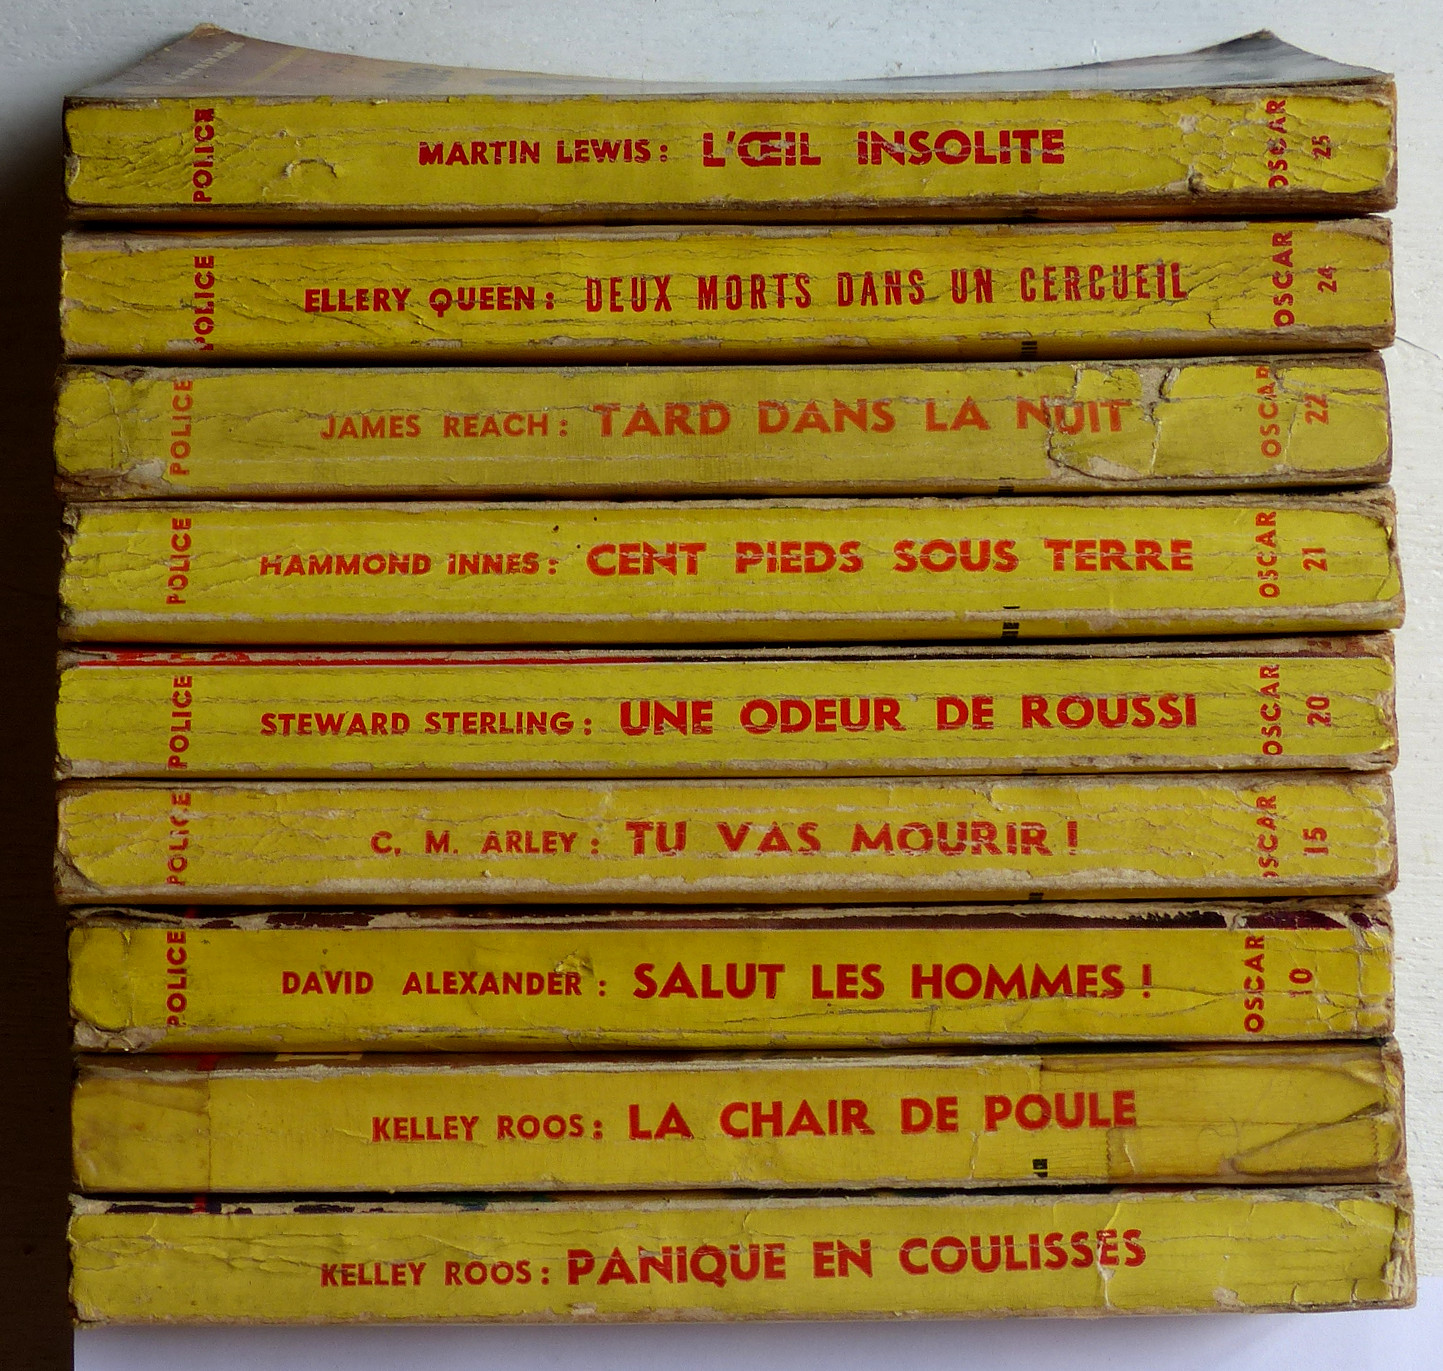 POLICE MARTIN LEWIS: L'ŒIL INSOLITE OSCAR 25
POLICE ELLERY QUEEN: DEUX MORTS DANS UN CERCUEIL OSCAR 24
POLICE JAMES REACH: TARD DANS LA NUIT OSCAR 22
POLICE HAMMOND INNES: CENT PIEDS SOUS TERRE OSCAR 21
POLICE STEWARD STERLING: UNE ODEUR DE ROUSSI OSCAR 20
POLICE C. M. ARLEY: TU VAS MOURIR! OSCAR 15
POLICE DAVID ALEXANDER: SALUT LES HOMMES! OSCAR 10
KELLEY ROOS: LA CHAIR DE POULE
KELLEY ROOS: PANIQUE EN COULISSES